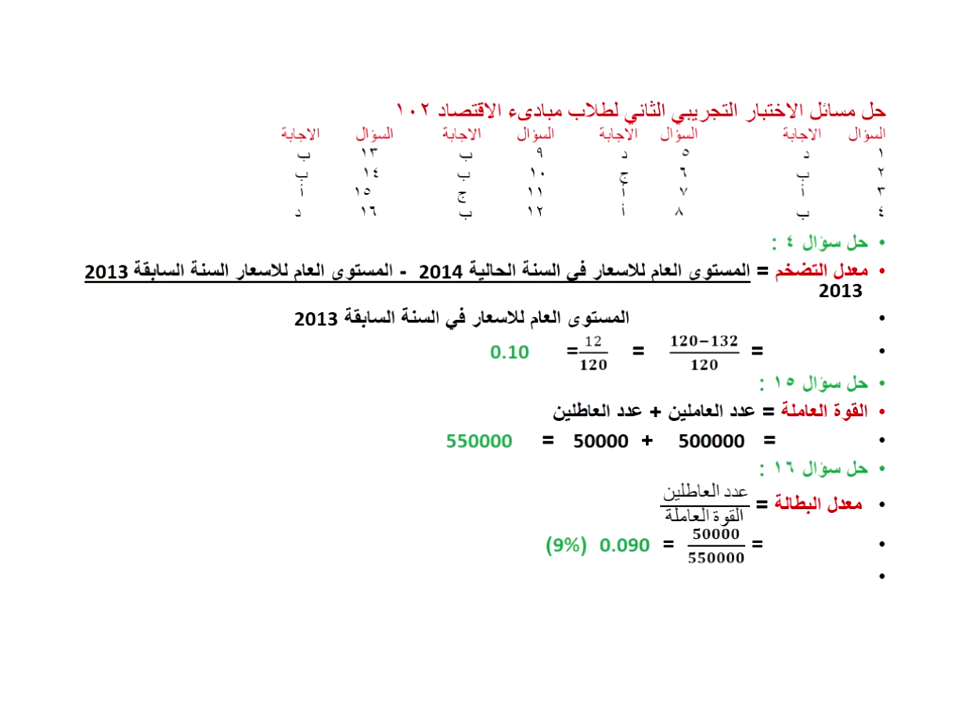 حل مسائل الاختبار التجريبي الثاني لطلاب مبادىء الاقتصاد ١٠٢
السؤال الاجابة السؤال الاجابة السؤال الاجابة السؤال الاجابة
١ د ٥ د ٩ ب ١٣ ب
٢ ب ٦ ج ١٠ ب ١٤ ب
٣ أ ٧ أ ١١ ج ١٥ أ
٤ ب ٨ أ ١٢ ب ١٦ د
• حل سؤال ٤ :
• معدل التضخم = المستوى العام للاسعار في السنة الحالية 2014 - المستوى العام للاسعار السنة السابقة 2013
2013
• المستوى العام للاسعار في السنة السابقة 2013
• = 120−132/120 = 12/120= 0.10
• حل سؤال ١٥ :
• القوة العاملة = عدد العاملين + عدد العاطلين
• = 500000 + 50000 = 550000
• حل سؤال ١٦ :
• معدل البطالة = عدد العاطلين/القوة العاملة
• = 50000/550000 = 0.090 (9%)
•